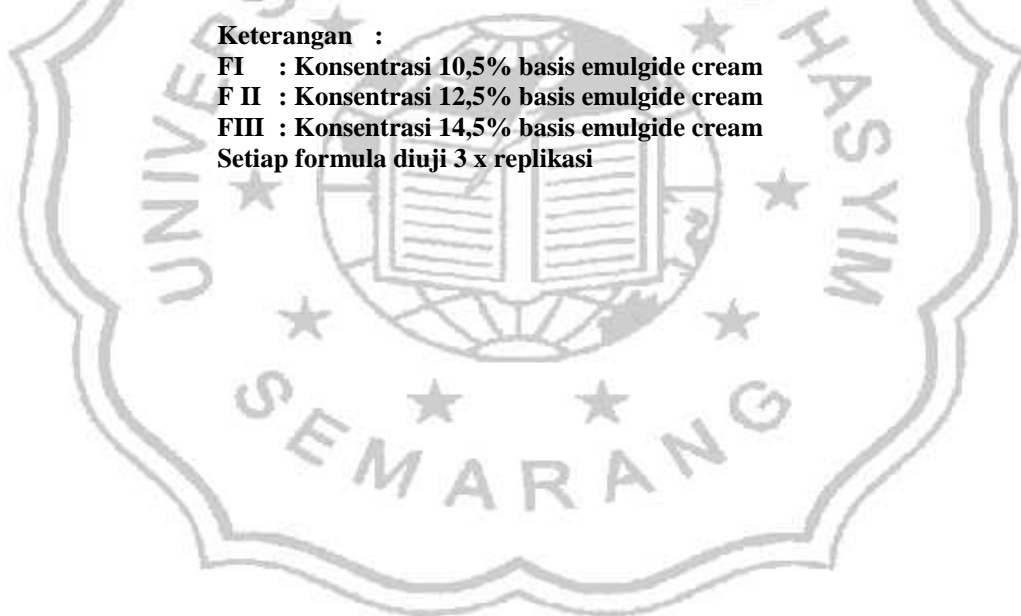 Keterangan :
FI : Konsentrasi 10,5% basis emulgide cream
F II : Konsentrasi 12,5% basis emulgide cream
FIII : Konsentrasi 14,5% basis emulgide cream
Setiap formula diuji 3 x replikasi
HASYIM
SEMARANG